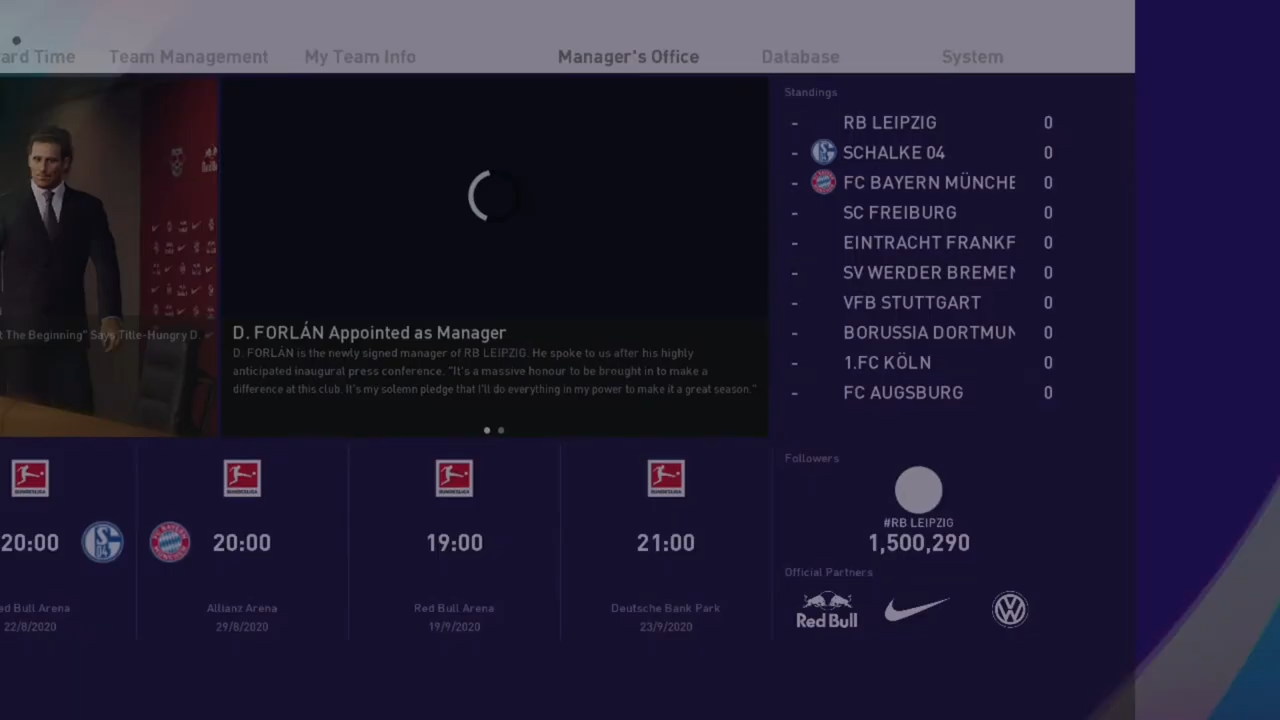 ard Time Team Management My Team Info Manager's Office Database System
Standings
- RB LEIPZIG 0
- SCHALKE 04 0
- FC BAYERN MÜNCHE 0
- SC FREIBURG 0
- EINTRACHT FRANKF 0
- SV WERDER BREMEN 0
- VFB STUTTGART 0
- BORUSSIA DORTMUN 0
- 1.FC KÖLN 0
- FC AUGSBURG 0
t The Beginning" Says Title-Hungry D.
D. FORLÁN Appointed as Manager
D. FORLÁN is the newly signed manager of RB LEIPZIG. He spoke to us after his highly
anticipated inaugural press conference. "It's a massive honour to be brought in to make a
difference at this club. It's my solemn pledge that I'll do everything in my power to make it a great season."
BUNDESLIGA
20:00
S04
ed Bull Arena
22/8/2020
BUNDESLIGA
20:00
Allianz Arena
29/8/2020
BUNDESLIGA
19:00
Red Bull Arena
19/9/2020
BUNDESLIGA
21:00
Deutsche Bank Park
23/9/2020
Followers
#RB LEIPZIG
1,500,290
Official Partners
Red Bull